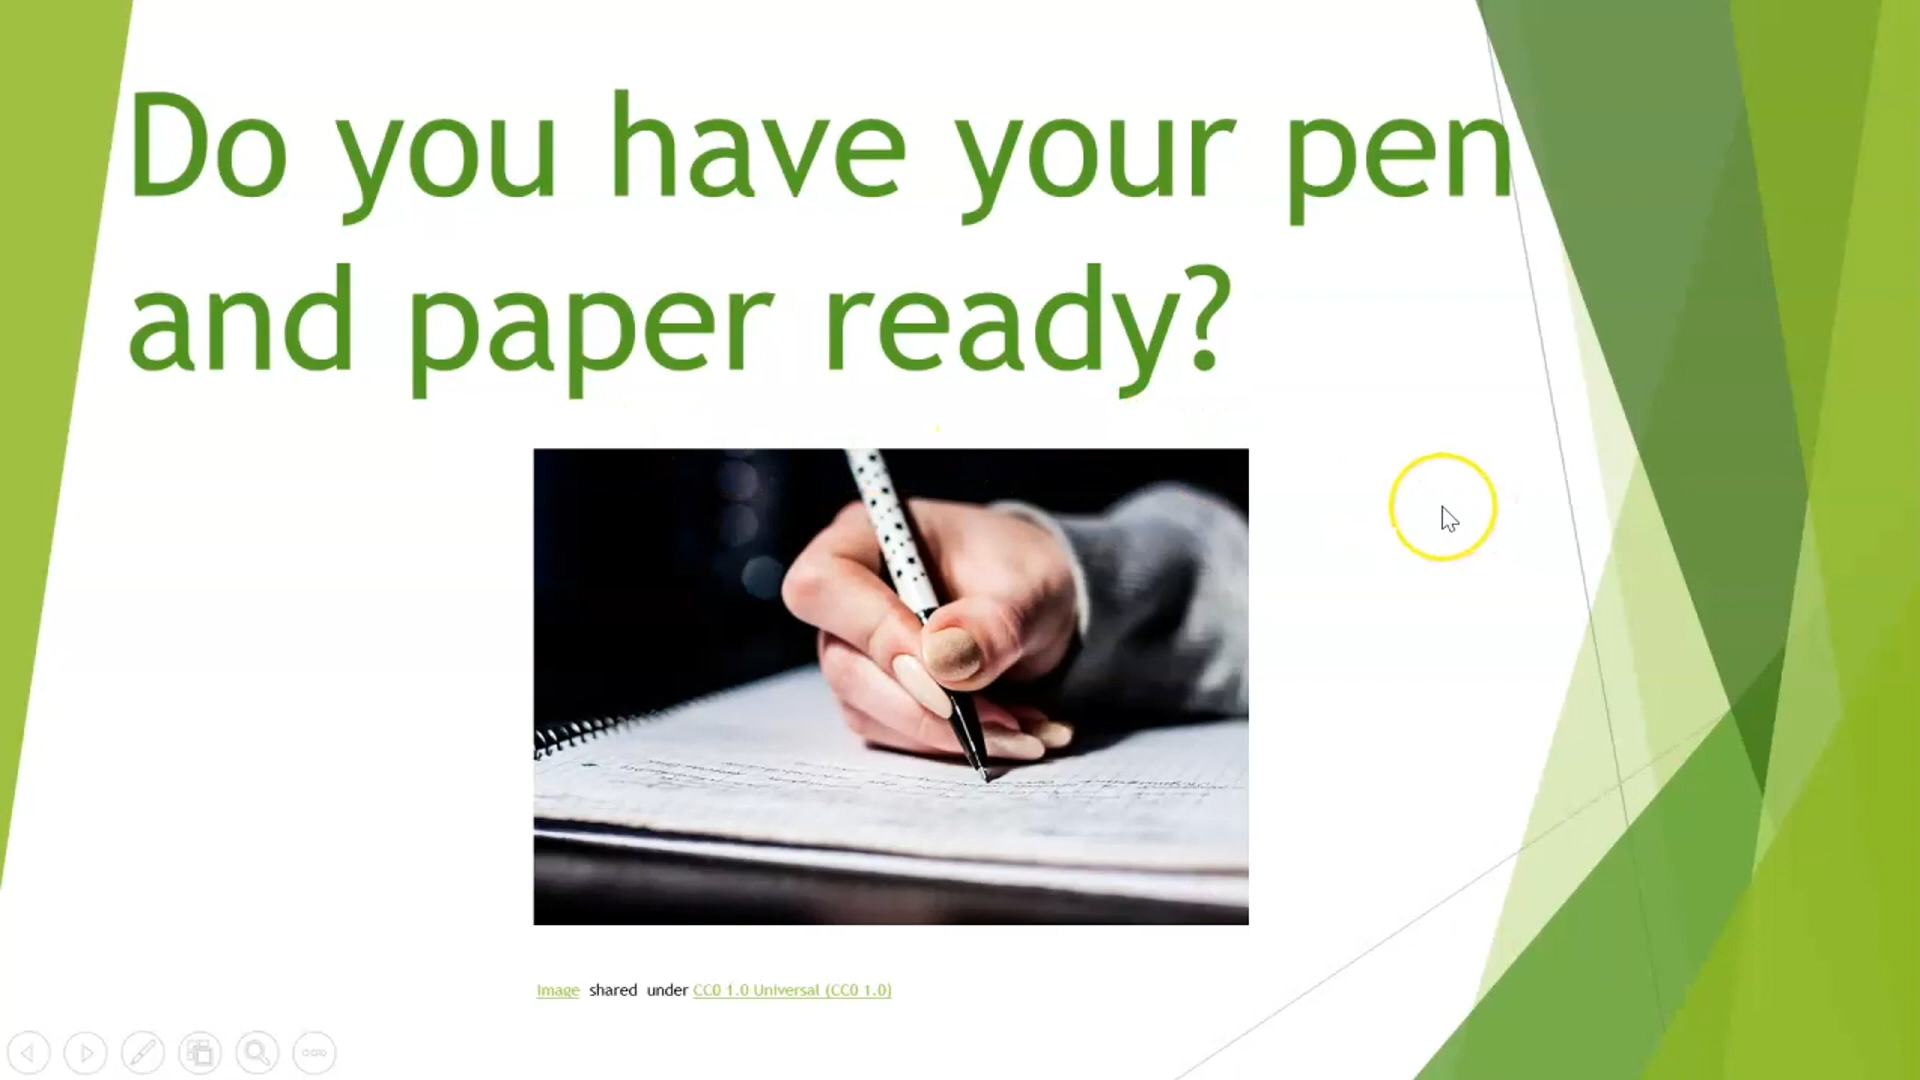 Do you have your pen
and paper ready?
Image shared under CC0 1.0 Universal (CC0 1.0)